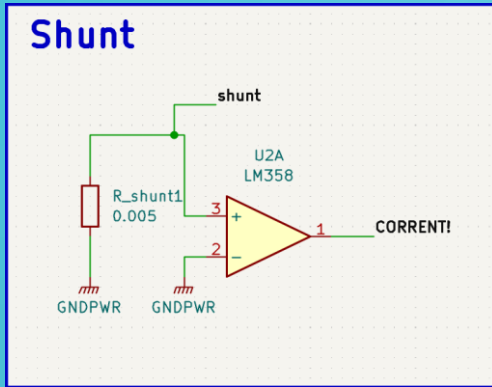 Shunt
shunt
U2A
LM358
R_shunt1
0.005
3
+
2
−
1
CORRENT!
GNDPWR
GNDPWR